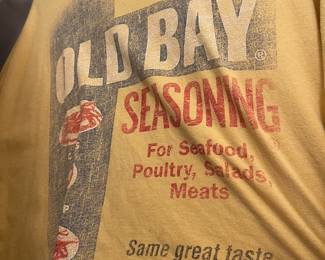 OLD BAY®
SEASONING
For Seafood,
Poultry, Salads,
Meats
Same great taste